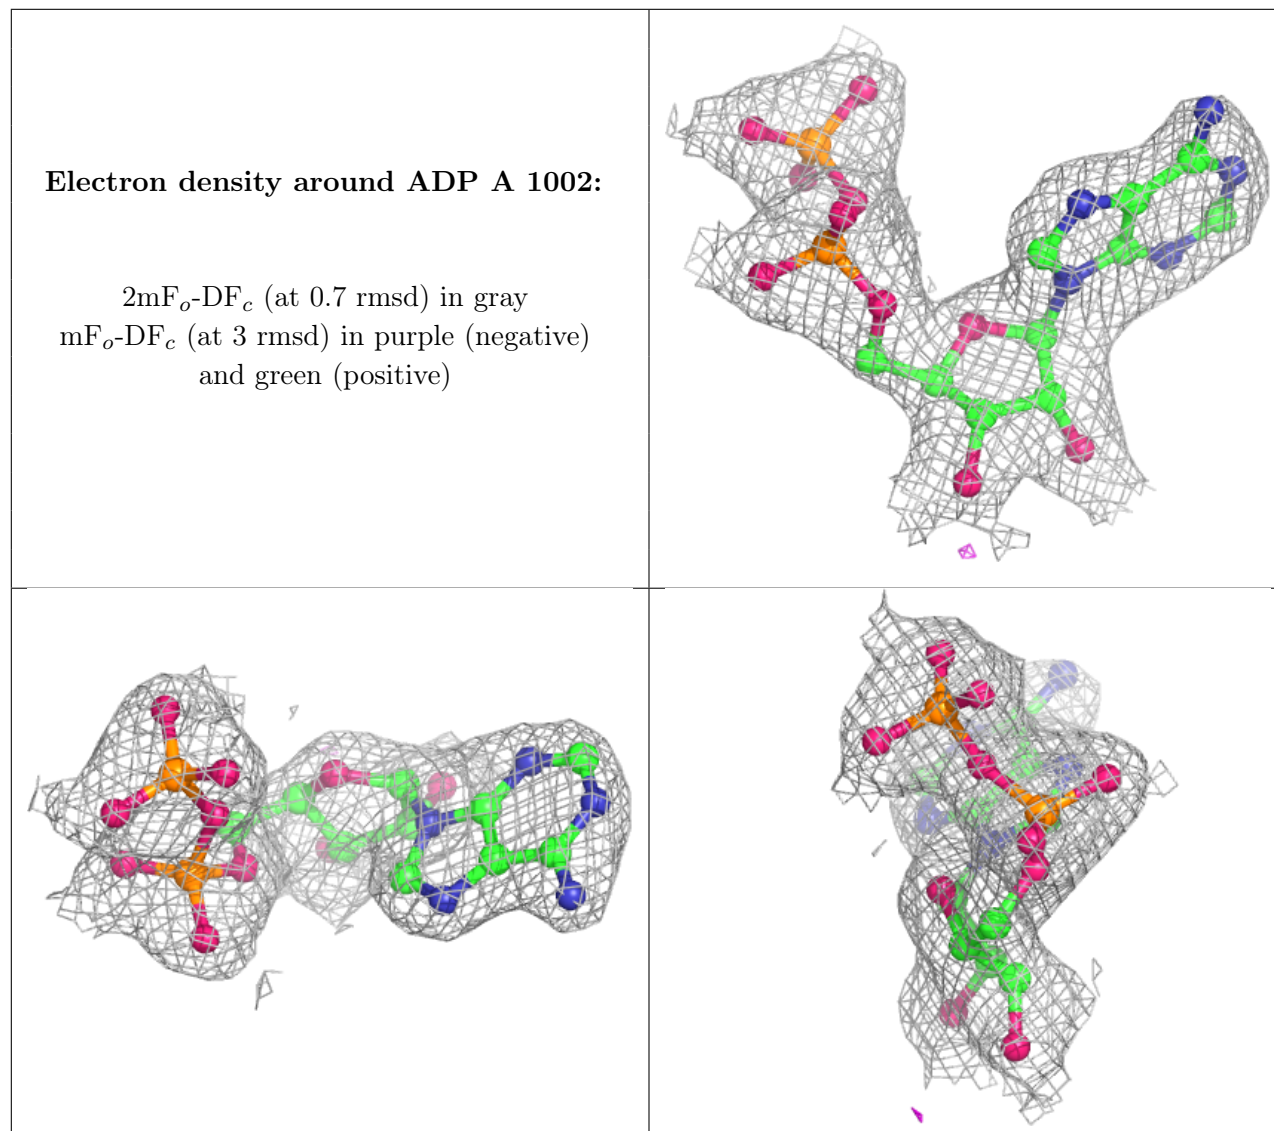 Electron density around ADP A 1002:
2mFo-DFc (at 0.7 rmsd) in gray
mFo-DFc (at 3 rmsd) in purple (negative)
and green (positive)